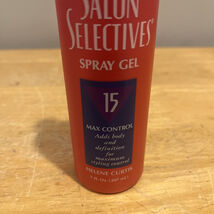 SALON
SELECTIVES®
SPRAY GEL
15
MAX CONTROL
Adds body
and
definition
for
maximum
styling control
HELENE CURTIS